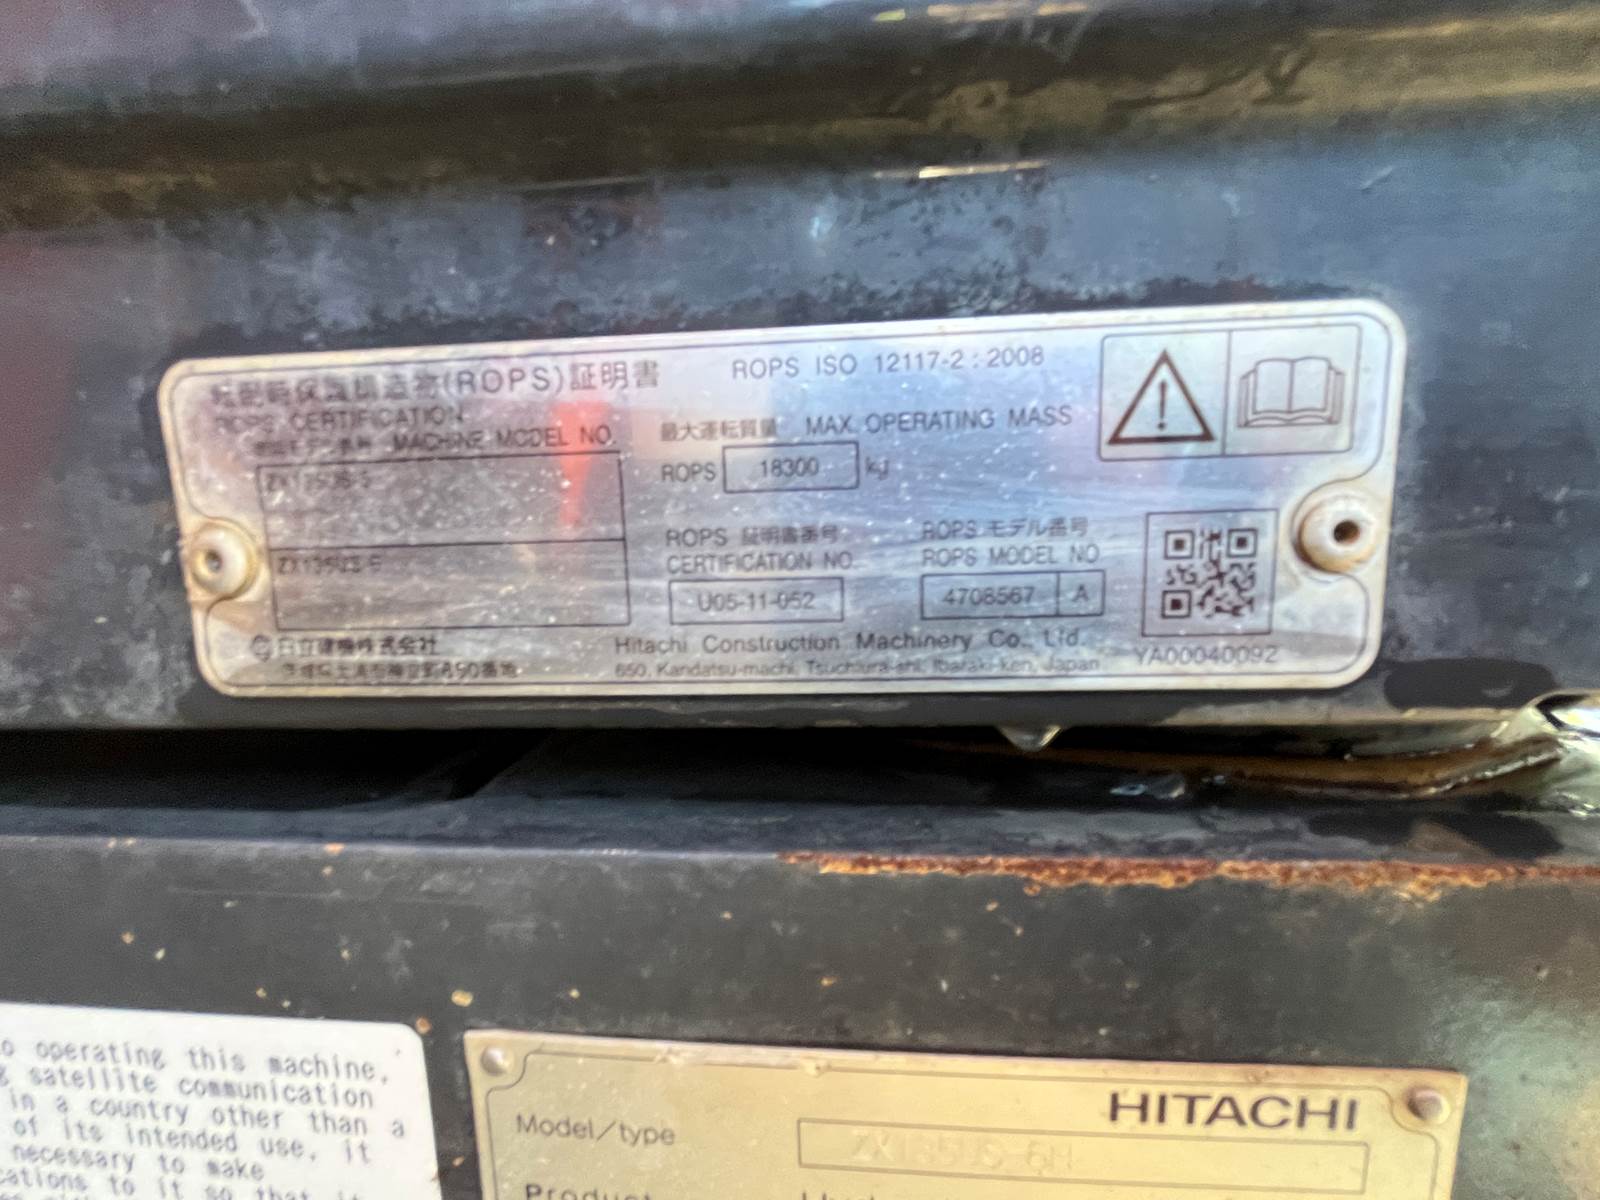 転倒時保護構造物(ROPS)証明書
ROPS ISO 12117-2 : 2008
ROPS CERTIFICATION
MACHINE MODEL NO.
最大運転質量 MAX. OPERATING MASS
ROPS 18300 kg
ROPS 証明書番号
CERTIFICATION NO.
U05-11-052
ROPS モデル番号
ROPS MODEL NO
4708567 A
日立建機株式会社
Hitachi Construction Machinery Co., Ltd.
650, Kandatsu-machi, Tsuchiura-shi, Ibaraki-ken, Japan
YA00040092
o operating this machine,
satellite communication
in a country other than a
of its intended use, it
necessary to make
cations to it so that it
HITACHI
Model/type ZX135US-6H
Product